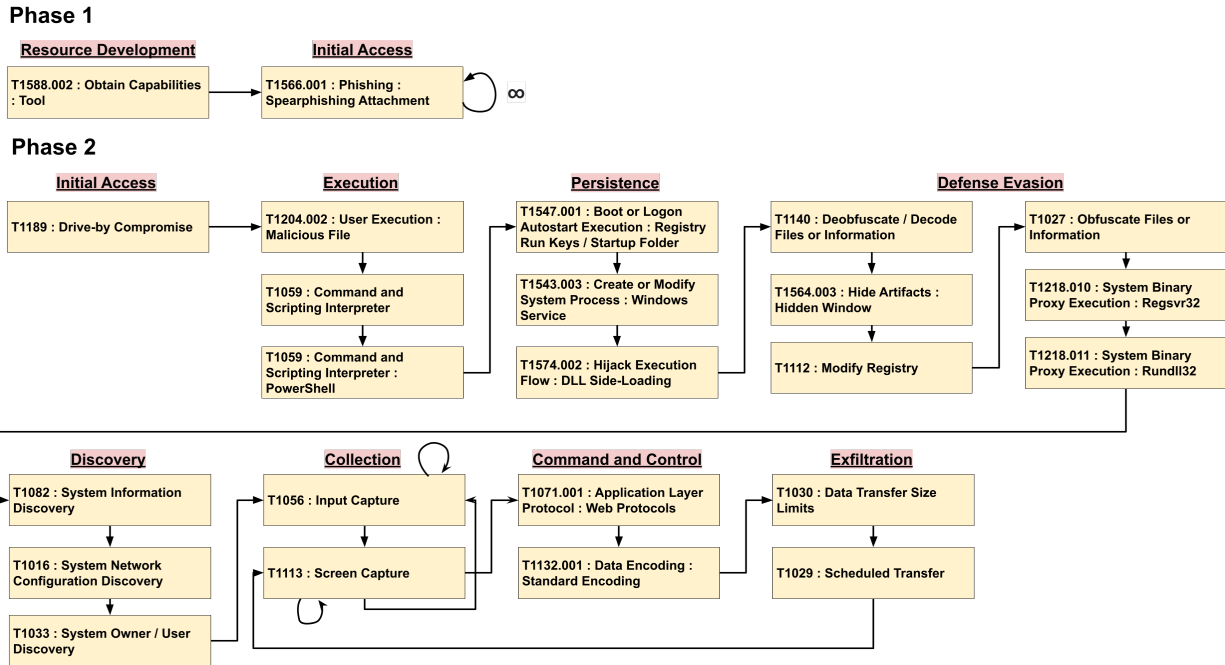 Phase 1
Resource Development
Initial Access
T1588.002 : Obtain Capabilities
: Tool
T1566.001 : Phishing :
Spearphishing Attachment
∞
Phase 2
Initial Access
Execution
Persistence
Defense Evasion
T1189 : Drive-by Compromise
T1204.002 : User Execution :
Malicious File
T1059 : Command and
Scripting Interpreter
T1059 : Command and
Scripting Interpreter :
PowerShell
T1547.001 : Boot or Logon
Autostart Execution : Registry
Run Keys / Startup Folder
T1543.003 : Create or Modify
System Process : Windows
Service
T1574.002 : Hijack Execution
Flow : DLL Side-Loading
T1140 : Deobfuscate / Decode
Files or Information
T1564.003 : Hide Artifacts :
Hidden Window
T1112 : Modify Registry
T1027 : Obfuscate Files or
Information
T1218.010 : System Binary
Proxy Execution : Regsvr32
T1218.011 : System Binary
Proxy Execution : Rundll32
Discovery
Collection
Command and Control
Exfiltration
T1082 : System Information
Discovery
T1016 : System Network
Configuration Discovery
T1033 : System Owner / User
Discovery
T1056 : Input Capture
T1113 : Screen Capture
T1071.001 : Application Layer
Protocol : Web Protocols
T1132.001 : Data Encoding :
Standard Encoding
T1030 : Data Transfer Size
Limits
T1029 : Scheduled Transfer